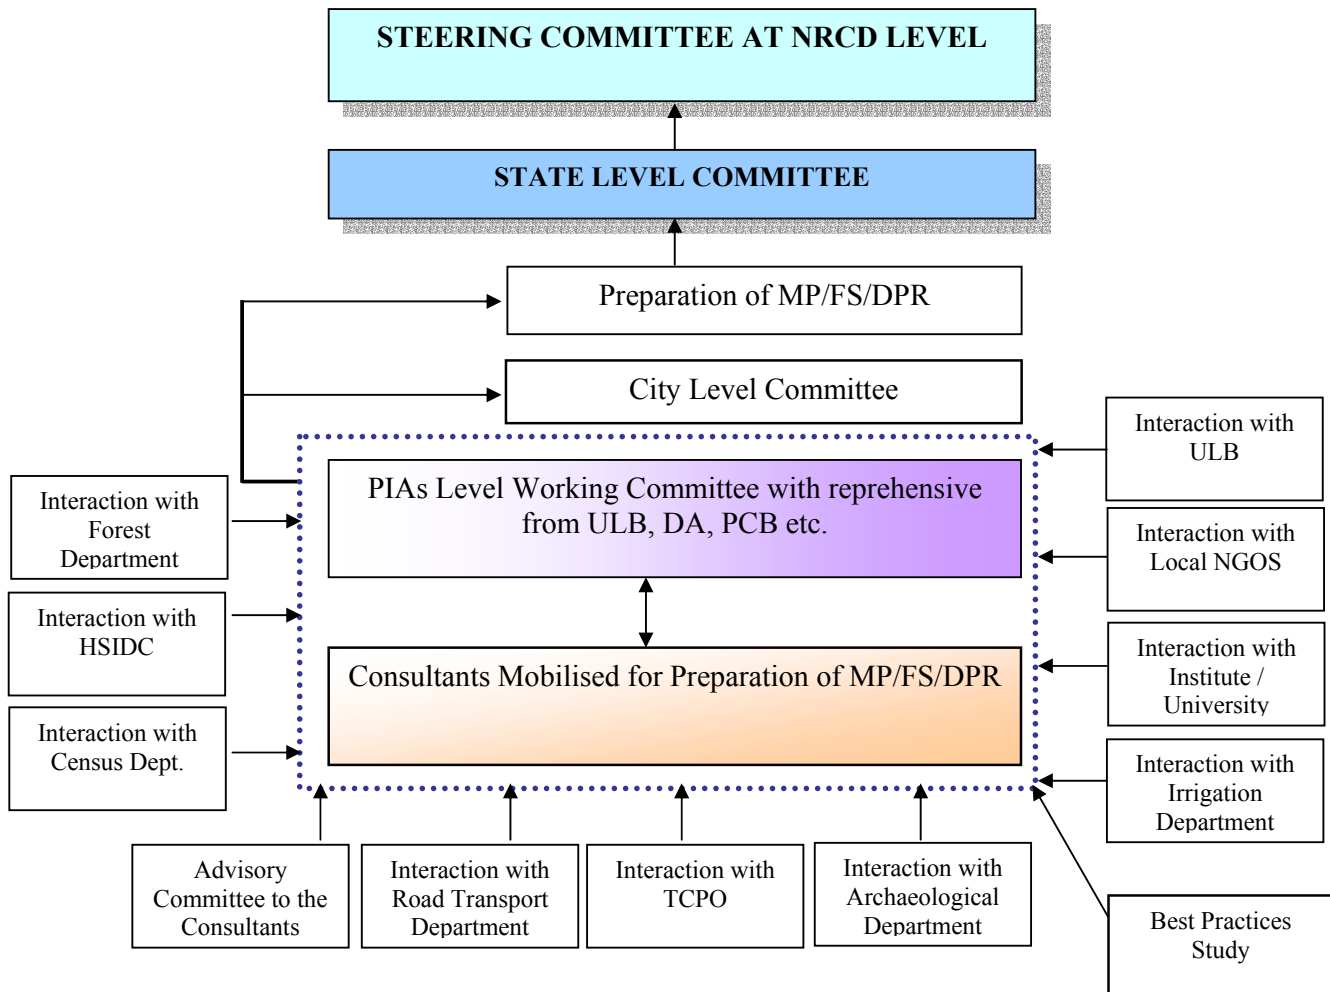 STEERING COMMITTEE AT NRCD LEVEL
STATE LEVEL COMMITTEE
Preparation of MP/FS/DPR
City Level Committee
PIAs Level Working Committee with reprehensive
from ULB, DA, PCB etc.
Consultants Mobilised for Preparation of MP/FS/DPR
Interaction with
Forest
Department
Interaction with
HSIDC
Interaction with
Census Dept.
Interaction with
ULB
Interaction with
Local NGOS
Interaction with
Institute /
University
Interaction with
Irrigation
Department
Advisory
Committee to the
Consultants
Interaction with
Road Transport
Department
Interaction with
TCPO
Interaction with
Archaeological
Department
Best Practices
Study